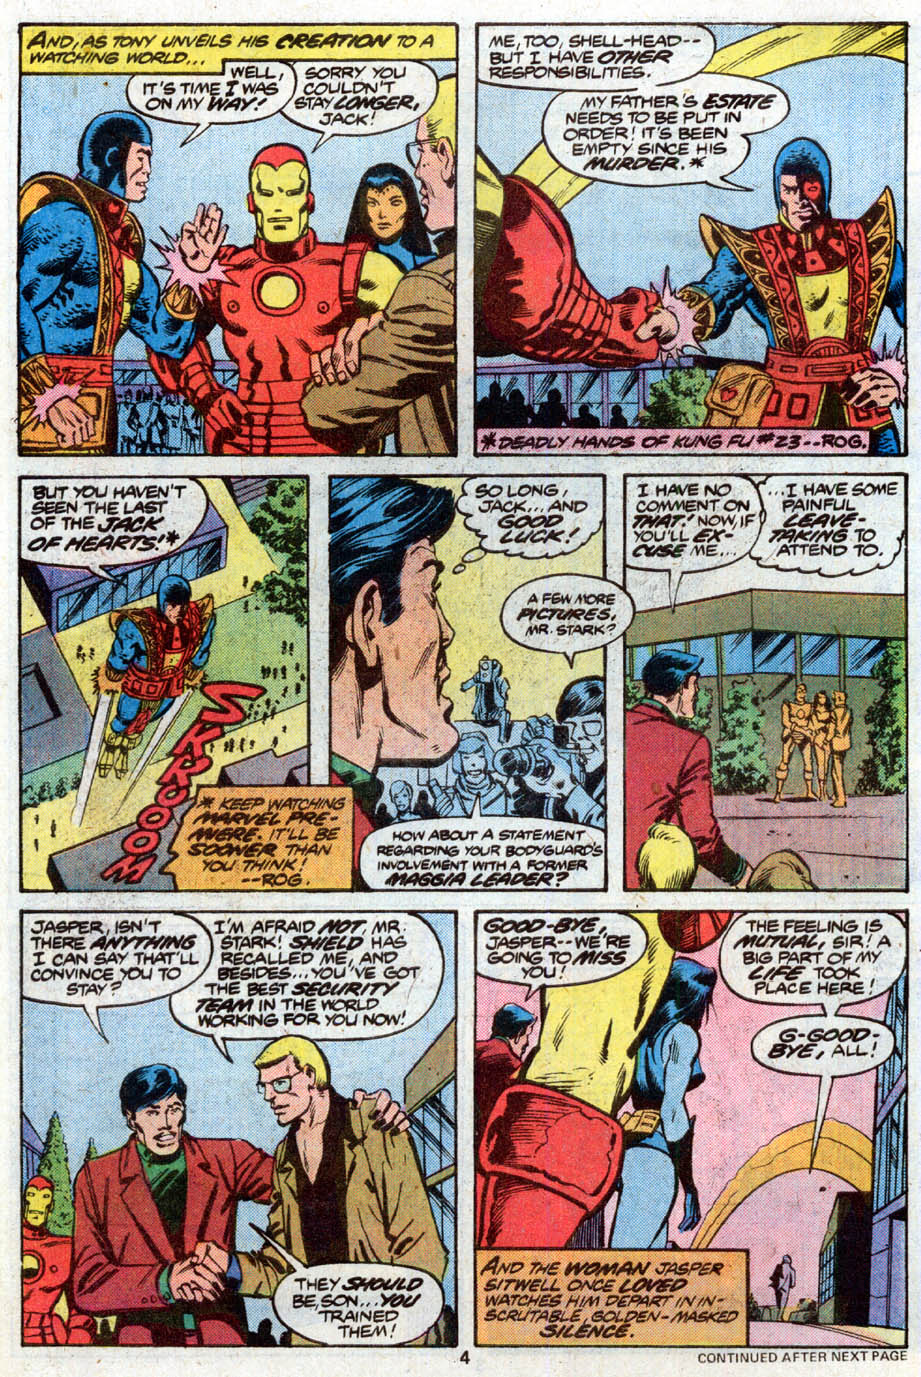 AND, AS TONY UNVEILS HIS CREATION TO A
WATCHING WORLD...
WELL,
IT'S TIME I WAS
ON MY WAY!
SORRY YOU
COULDN'T
STAY LONGER,
JACK!
ME, TOO, SHELL-HEAD--
BUT I HAVE OTHER
RESPONSIBILITIES.
MY FATHER'S ESTATE
NEEDS TO BE PUT IN
ORDER! IT'S BEEN
EMPTY SINCE HIS
MURDER.*
*DEADLY HANDS OF KUNG FU #23--ROG.
BUT YOU HAVEN'T
SEEN THE LAST
OF THE JACK
OF HEARTS!*
SKAROOM
* KEEP WATCHING
MARVEL PRE-
MIERE. IT'LL BE
SOONER THAN
YOU THINK!
--ROG.
SO LONG,
JACK...AND
GOOD
LUCK!
A FEW MORE
PICTURES,
MR. STARK?
HOW ABOUT A STATEMENT
REGARDING YOUR BODYGUARD'S
INVOLVEMENT WITH A FORMER
MAGGIA LEADER?
I HAVE NO
COMMENT ON
THAT! NOW, IF
YOU'LL EX-
CUSE ME...
...I HAVE SOME
PAINFUL
LEAVE-
TAKING TO
ATTEND TO.
JASPER, ISN'T
THERE ANYTHING
I CAN SAY THAT'LL
CONVINCE YOU TO
STAY?
I'M AFRAID NOT, MR.
STARK! SHIELD HAS
RECALLED ME, AND
BESIDES...YOU'VE GOT
THE BEST SECURITY
TEAM IN THE WORLD
WORKING FOR YOU NOW!
THEY SHOULD
BE, SON...YOU
TRAINED
THEM!
GOOD-BYE,
JASPER--WE'RE
GOING TO MISS
YOU!
THE FEELING IS
MUTUAL, SIR! A
BIG PART OF MY
LIFE TOOK
PLACE HERE!
G-GOOD-
BYE, ALL!
AND THE WOMAN JASPER
SITWELL ONCE LOVED
WATCHES HIM DEPART IN IN-
SCRUTABLE, GOLDEN-MASKED
SILENCE.
4
CONTINUED AFTER NEXT PAGE